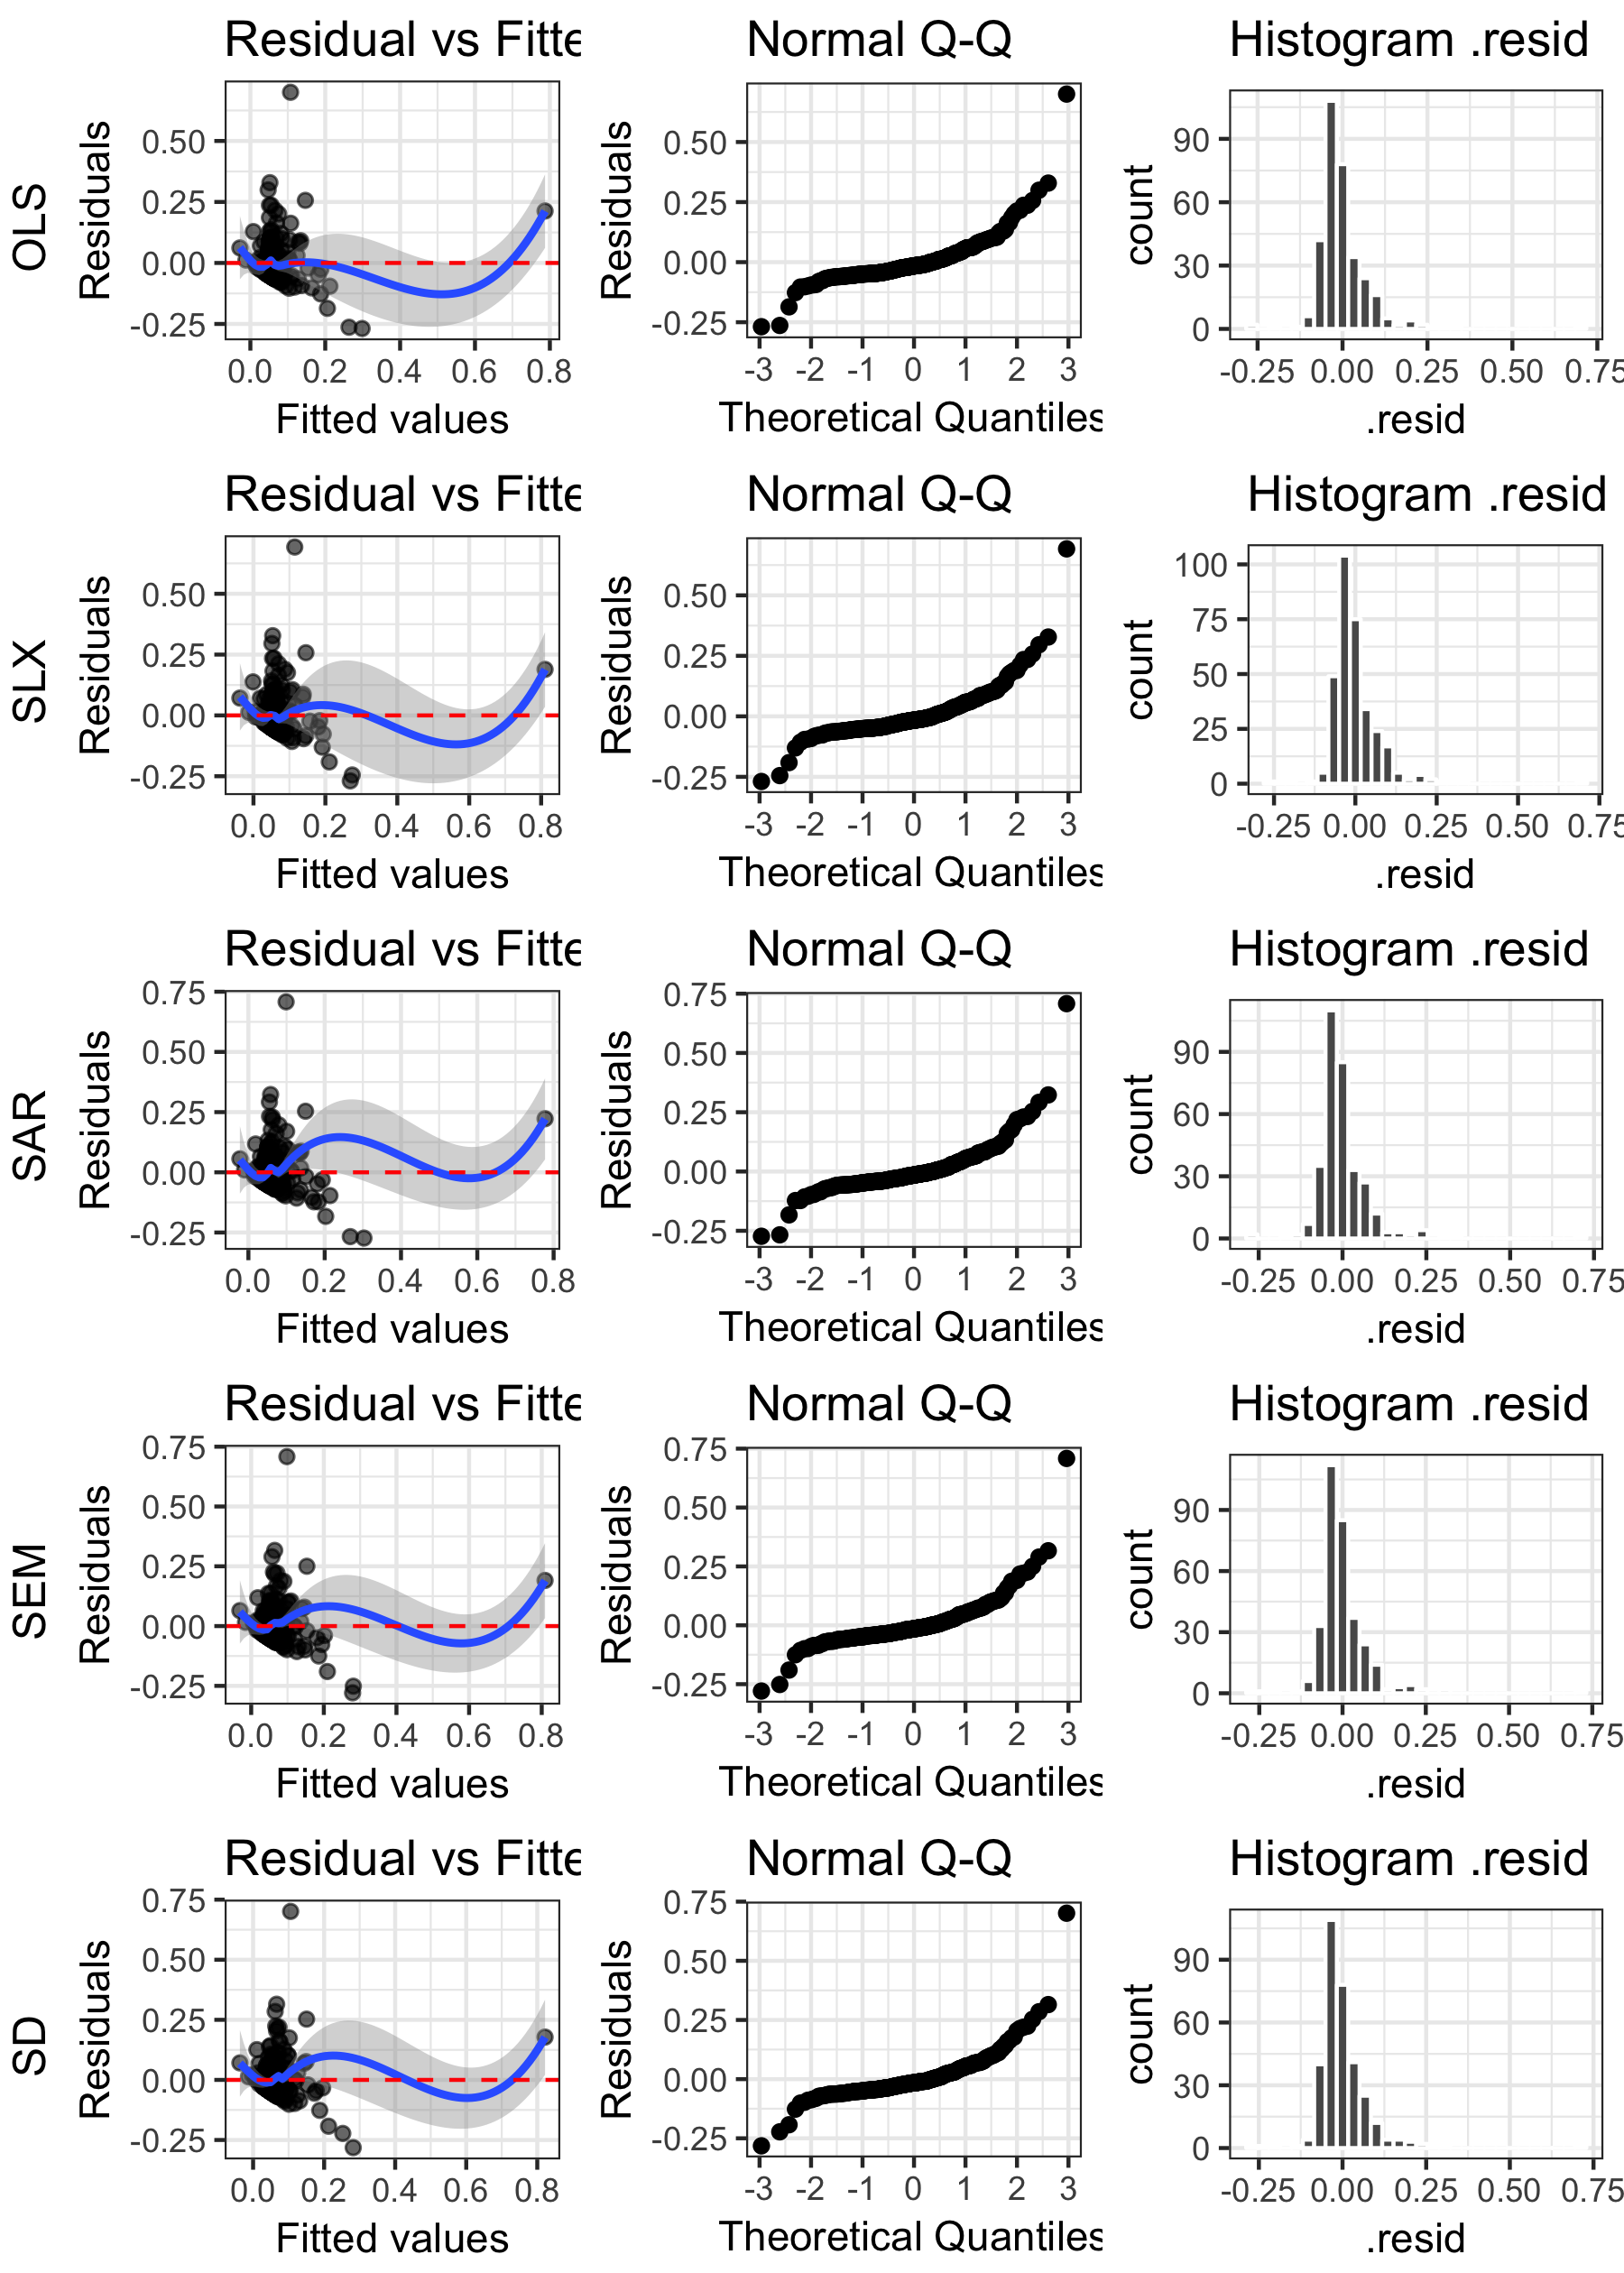 OLS
Residual vs Fitte
Residuals
0.50
0.25
0.00
-0.25
0.0 0.2 0.4 0.6 0.8
Fitted values
Normal Q-Q
Residuals
0.50
0.25
0.00
-0.25
-3 -2 -1 0 1 2 3
Theoretical Quantiles
Histogram .resid
count
90
60
30
0
-0.25 0.00 0.25 0.50 0.75
.resid
SLX
Residual vs Fitte
Residuals
0.50
0.25
0.00
-0.25
0.0 0.2 0.4 0.6 0.8
Fitted values
Normal Q-Q
Residuals
0.50
0.25
0.00
-0.25
-3 -2 -1 0 1 2 3
Theoretical Quantiles
Histogram .resid
count
100
75
50
25
0
-0.25 0.00 0.25 0.50 0.75
.resid
SAR
Residual vs Fitte
Residuals
0.75
0.50
0.25
0.00
-0.25
0.0 0.2 0.4 0.6 0.8
Fitted values
Normal Q-Q
Residuals
0.75
0.50
0.25
0.00
-0.25
-3 -2 -1 0 1 2 3
Theoretical Quantiles
Histogram .resid
count
90
60
30
0
-0.25 0.00 0.25 0.50 0.75
.resid
SEM
Residual vs Fitte
Residuals
0.75
0.50
0.25
0.00
-0.25
0.0 0.2 0.4 0.6 0.8
Fitted values
Normal Q-Q
Residuals
0.75
0.50
0.25
0.00
-0.25
-3 -2 -1 0 1 2 3
Theoretical Quantiles
Histogram .resid
count
90
60
30
0
-0.25 0.00 0.25 0.50 0.75
.resid
SD
Residual vs Fitte
Residuals
0.75
0.50
0.25
0.00
-0.25
0.0 0.2 0.4 0.6 0.8
Fitted values
Normal Q-Q
Residuals
0.75
0.50
0.25
0.00
-0.25
-3 -2 -1 0 1 2 3
Theoretical Quantiles
Histogram .resid
count
90
60
30
0
-0.25 0.00 0.25 0.50 0.75
.resid